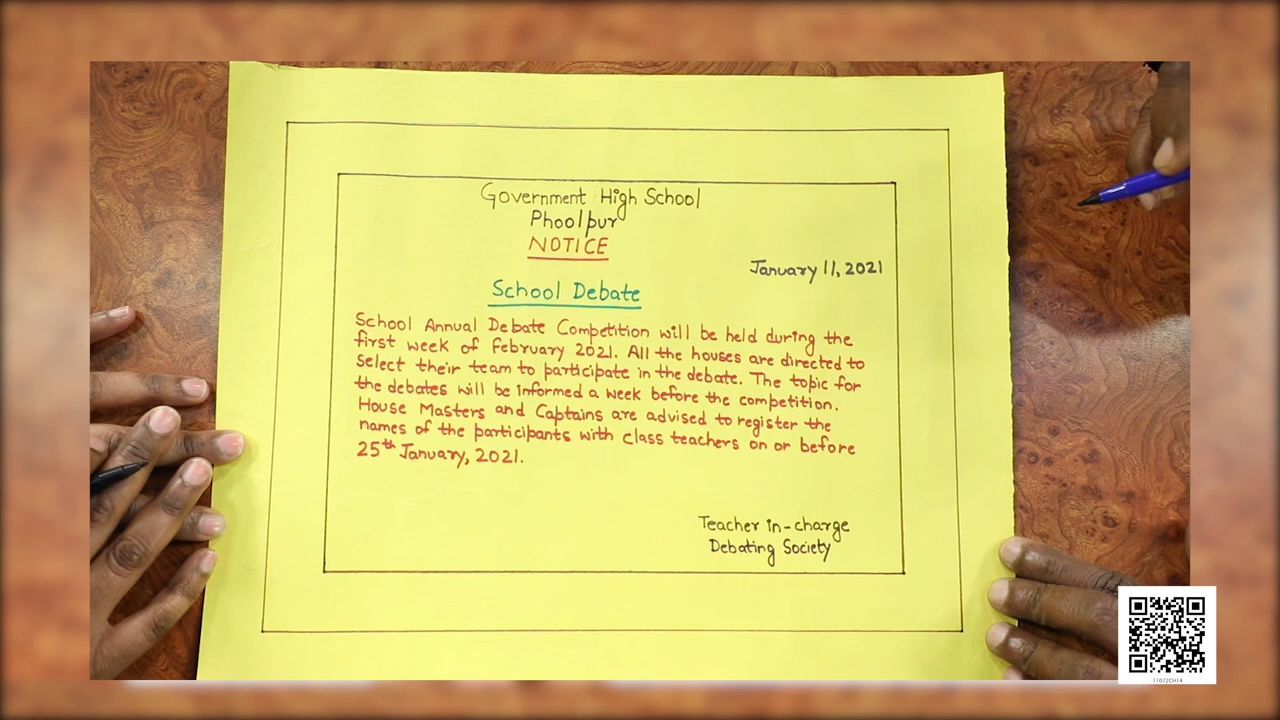 Government High School
Phoolpur
NOTICE
January 11, 2021
School Debate
School Annual Debate Competition will be held during the
first week of February 2021. All the houses are directed to
select their team to participate in the debate. The topic for
the debates will be informed a week before the competition.
House Masters and Captains are advised to register the
names of the participants with class teachers on or before
25th January, 2021.
Teacher in-charge
Debating Society
11072CH14